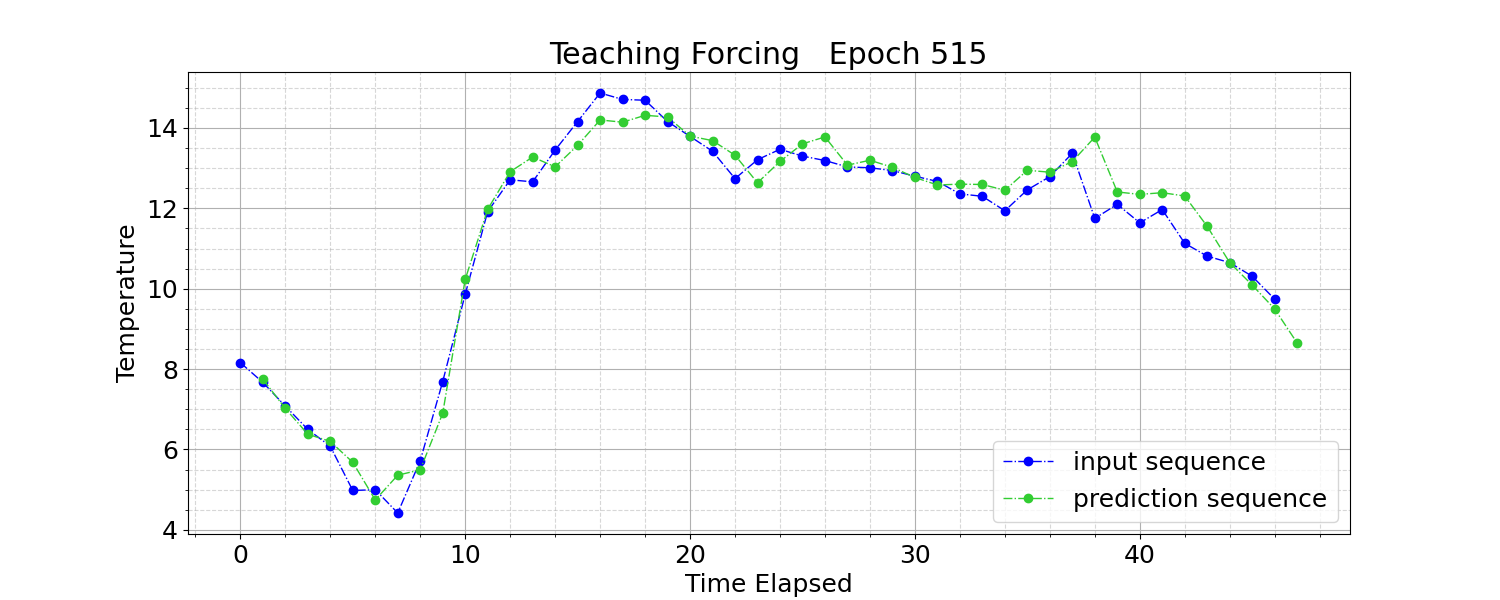 Teaching Forcing   Epoch 515
Temperature
14
12
10
8
6
4
0 10 20 30 40
Time Elapsed
input sequence
prediction sequence